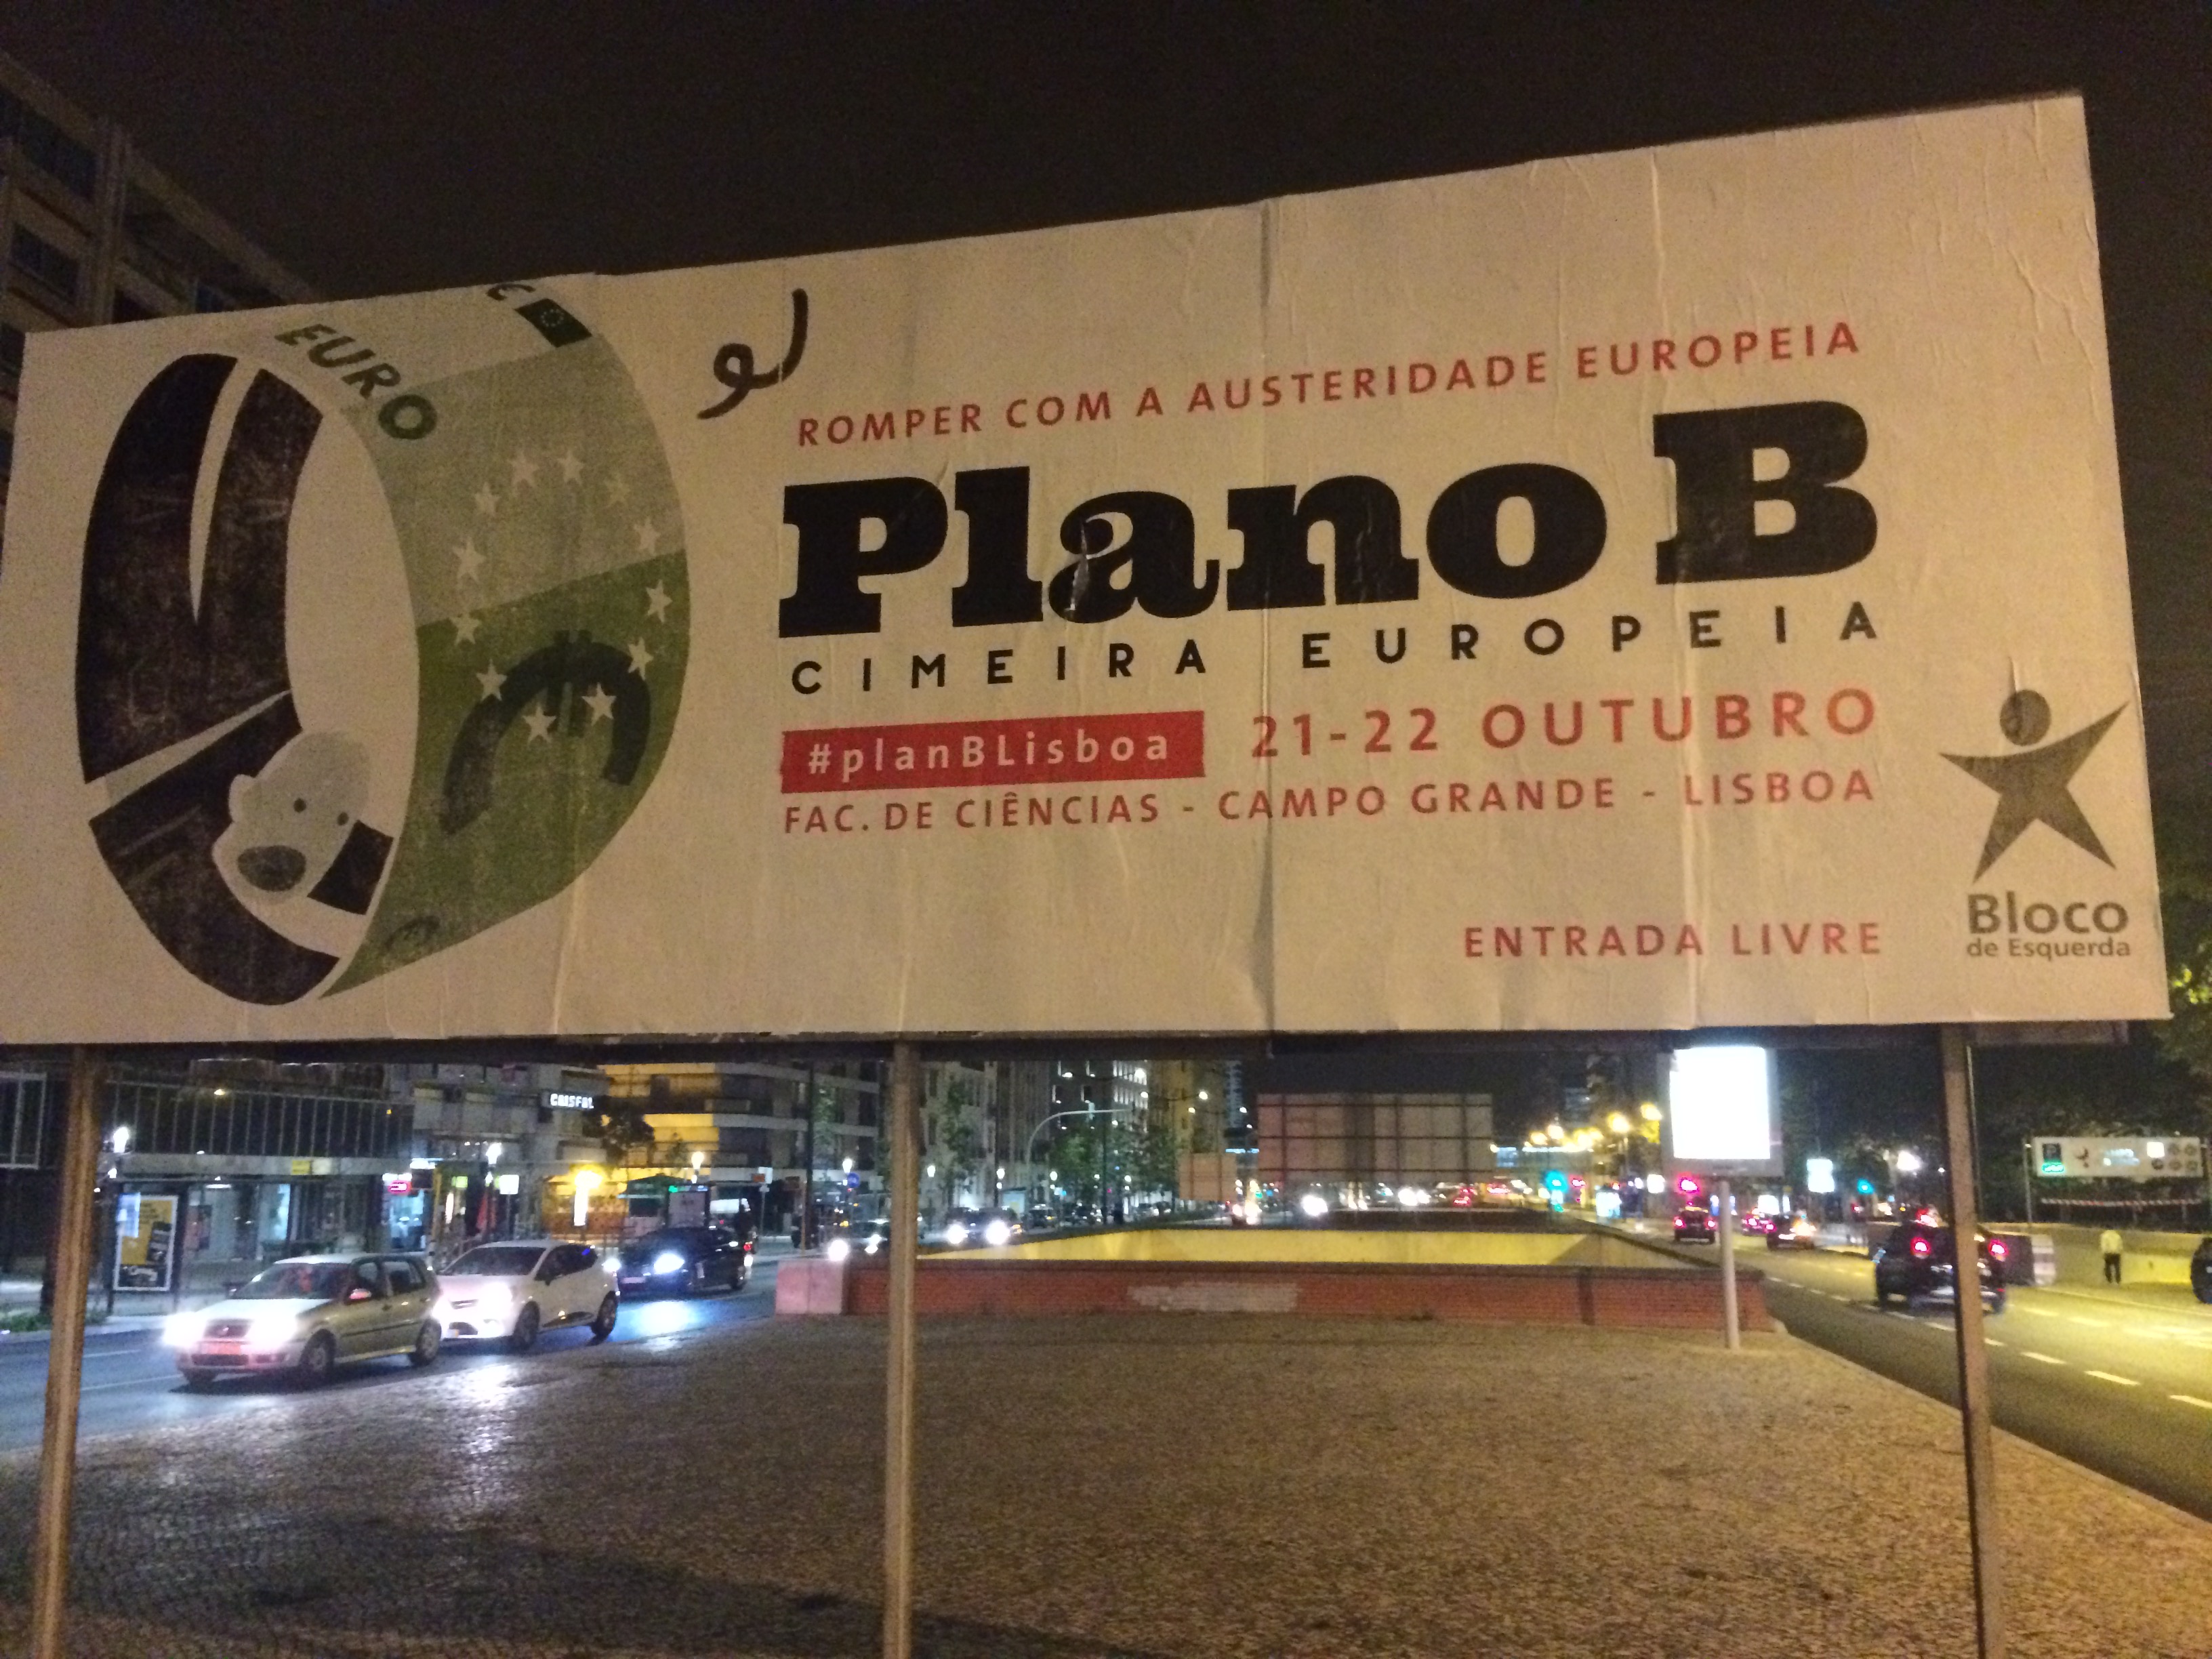 EURO
€
ROMPER COM A AUSTERIDADE EUROPEIA
Plano B
CIMEIRA EUROPEIA
#planBLisboa 21-22 OUTUBRO
FAC. DE CIÊNCIAS - CAMPO GRANDE - LISBOA
ENTRADA LIVRE
Bloco
de Esquerda